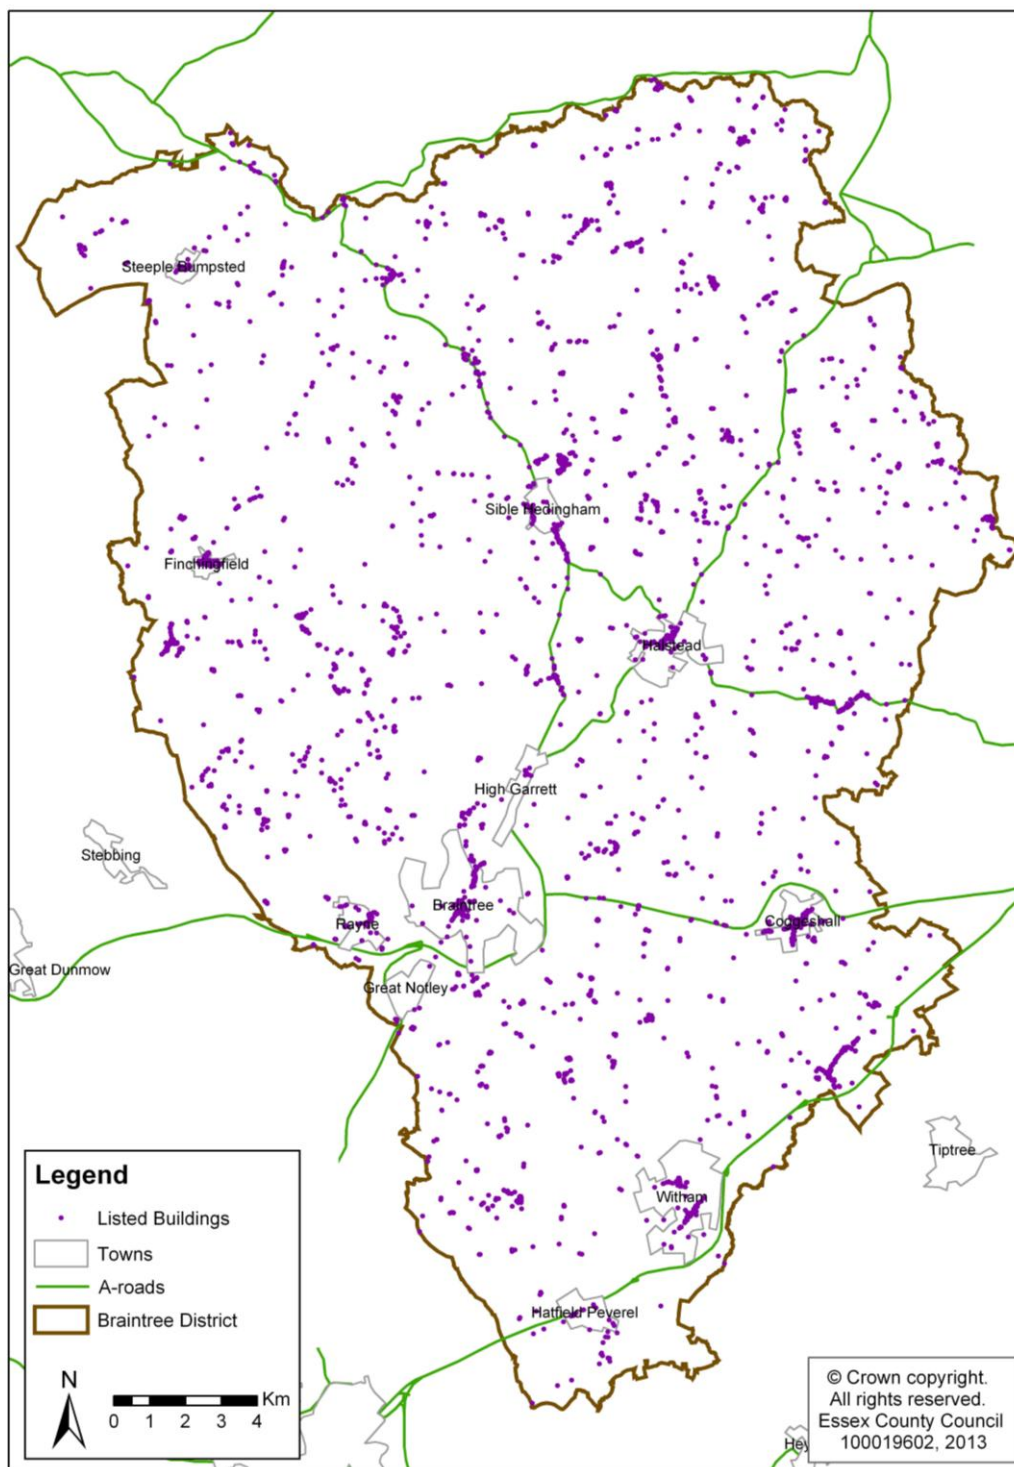 Steeple Bumpsted
Sible Hedingham
Finchingfield
Halstead
High Garrett
Stebbing
Braintree
Rayne
Coggeshall
Great Dunmow
Great Notley
Tiptree
Witham
Hatfield Peverel
Legend
Listed Buildings
Towns
A-roads
Braintree District
N
Km
0 1 2 3 4
© Crown copyright.
All rights reserved.
Essex County Council
100019602, 2013
Hey